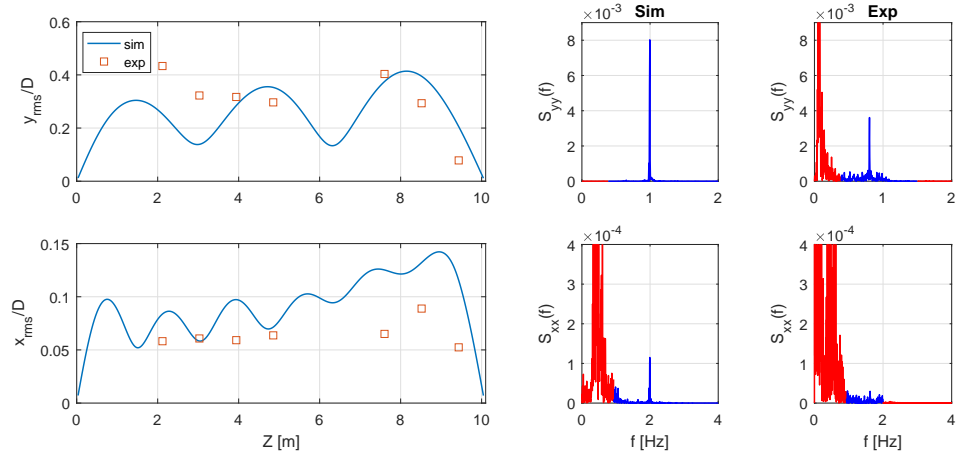 0.6
0.4
0.2
0
y_rms/D
sim
exp
0 2 4 6 8 10
0.15
0.1
0.05
0
x_rms/D
0 2 4 6 8 10
Z [m]
Sim
×10⁻³
8
6
4
2
0
S_yy(f)
0 1 2
Exp
×10⁻³
8
6
4
2
0
S_yy(f)
0 1 2
×10⁻⁴
4
3
2
1
0
S_xx(f)
0 2 4
f [Hz]
×10⁻⁴
4
3
2
1
0
S_xx(f)
0 2 4
f [Hz]